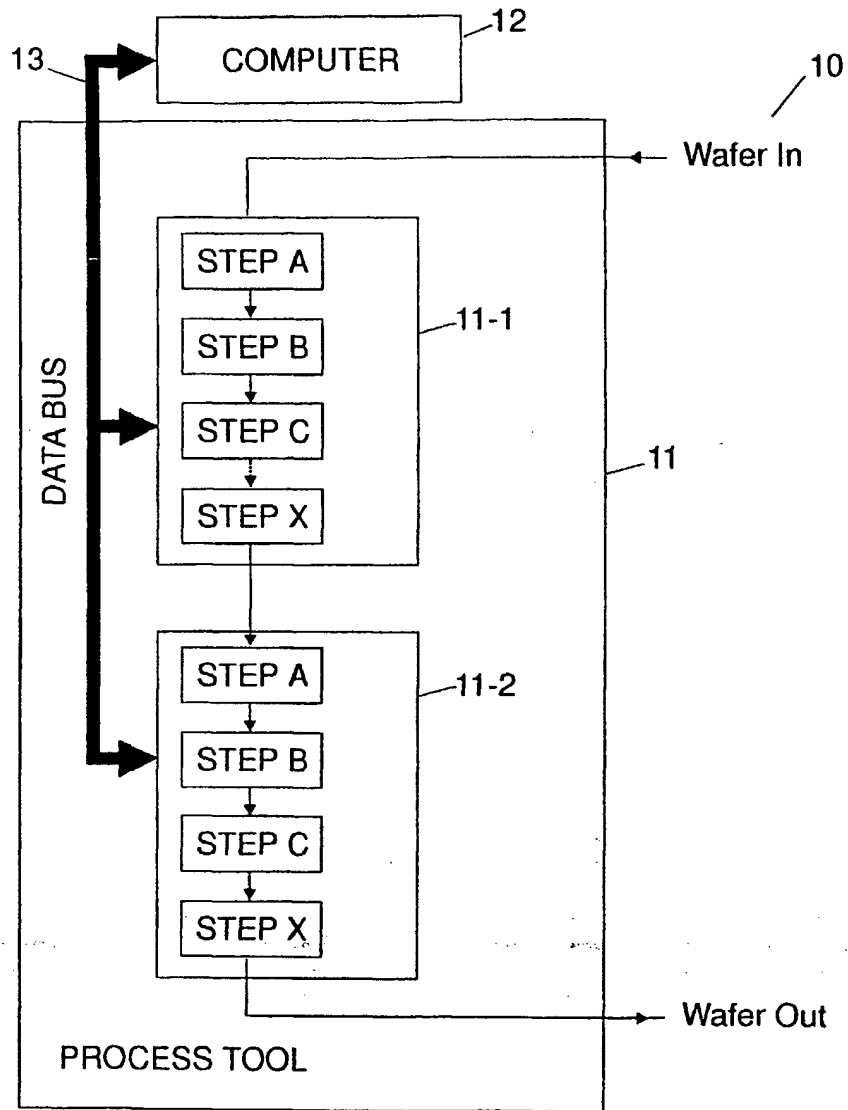 12
13
COMPUTER
10
Wafer In
STEP A
11-1
STEP B
DATA BUS
STEP C
11
STEP X
STEP A
11-2
STEP B
STEP C
STEP X
Wafer Out
PROCESS TOOL